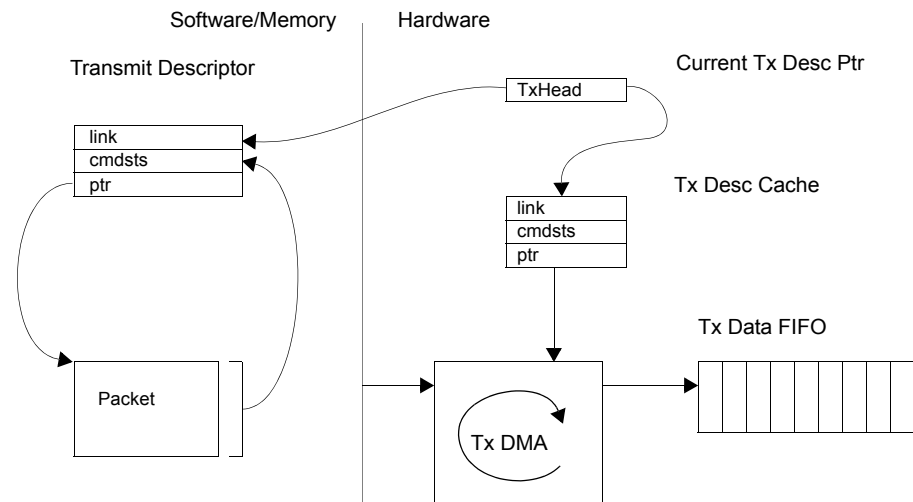 Software/Memory
Hardware
Transmit Descriptor
Current Tx Desc Ptr
TxHead
link
cmdsts
ptr
Tx Desc Cache
link
cmdsts
ptr
Tx Data FIFO
Packet
Tx DMA